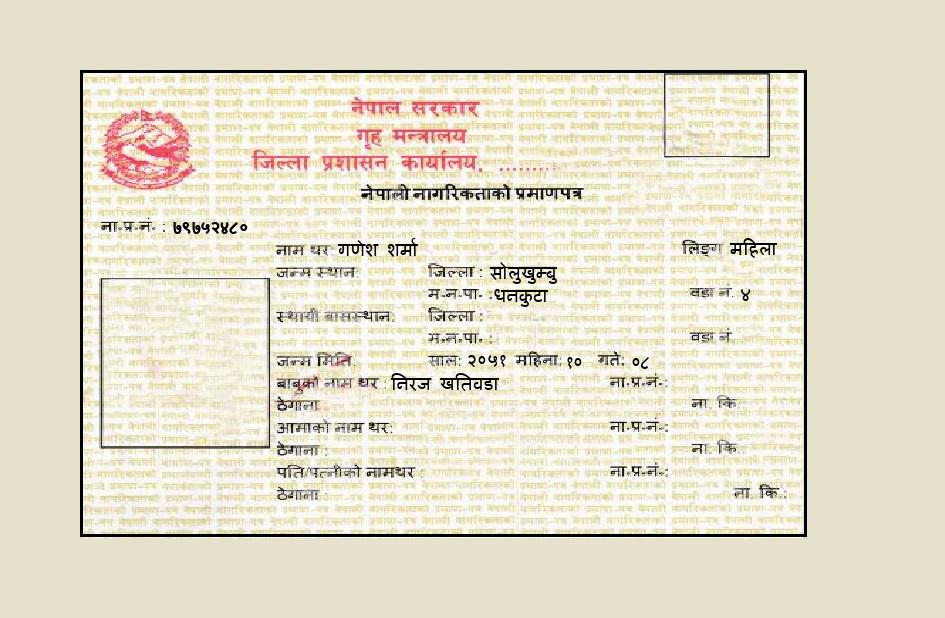 नेपाल सरकार
गृह मन्त्रालय
जिल्ला प्रशासन कार्यालय, .........
नेपाली नागरिकताको प्रमाणपत्र
ना.प्र.नं. : ७९७५२४८०
नाम थर: गणेश शर्मा लिङ्ग महिला
जन्म स्थान: जिल्ला : सोलुखुम्बु
म.न.पा. :धनकुटा वडा नं. ४
स्थायी बासस्थान: जिल्ला :
म.न.पा. : वडा नं
जन्म मिति: साल: २०५१ महिना: १० गते: ०८
बाबुको नाम थर : निरज खतिवडा ना.प्र.नं.:
ठेगाना ना. कि.
आमाको नाम थर: ना.प्र.नं.:
ठेगाना : ना. कि.
पति/पत्नीको नामथर : ना.प्र.नं.:
ठेगाना : ना. कि.: